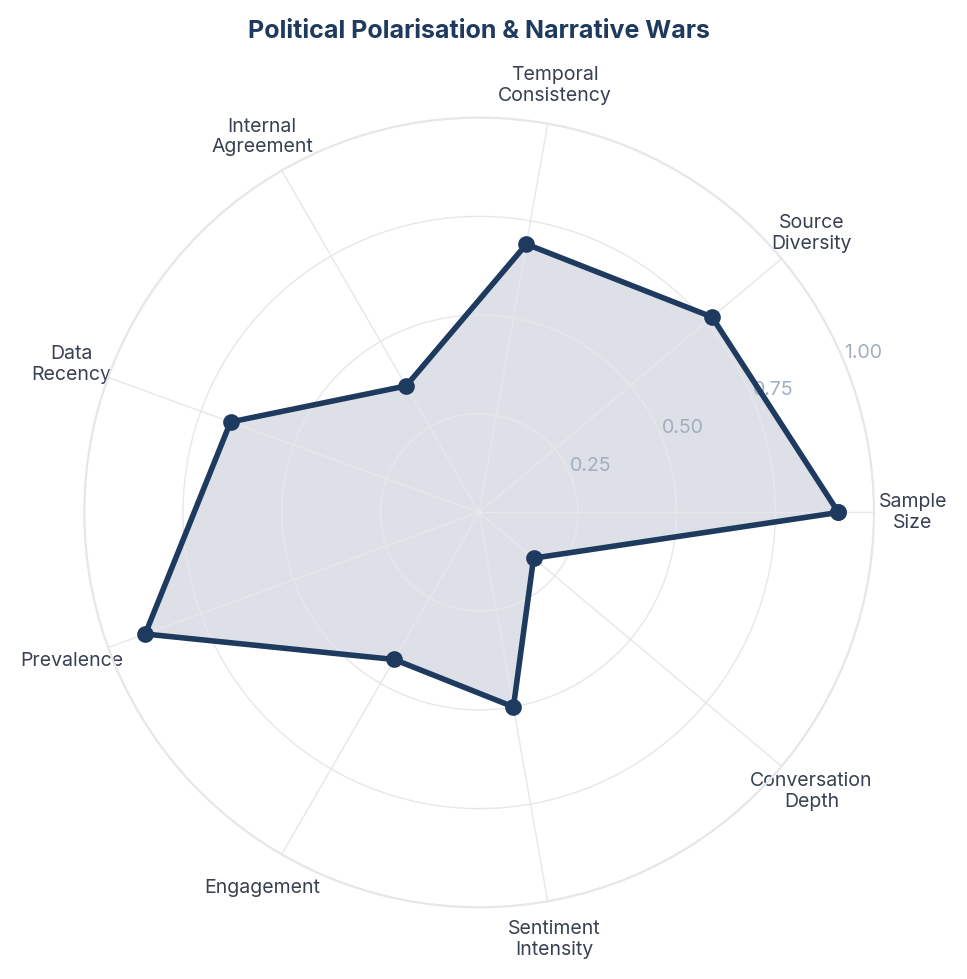 Political Polarisation & Narrative Wars
Temporal
Consistency
Internal
Agreement
Source
Diversity
Data
Recency
1.00
0.75
0.50
0.25
Sample
Size
Prevalence
Conversation
Depth
Engagement
Sentiment
Intensity